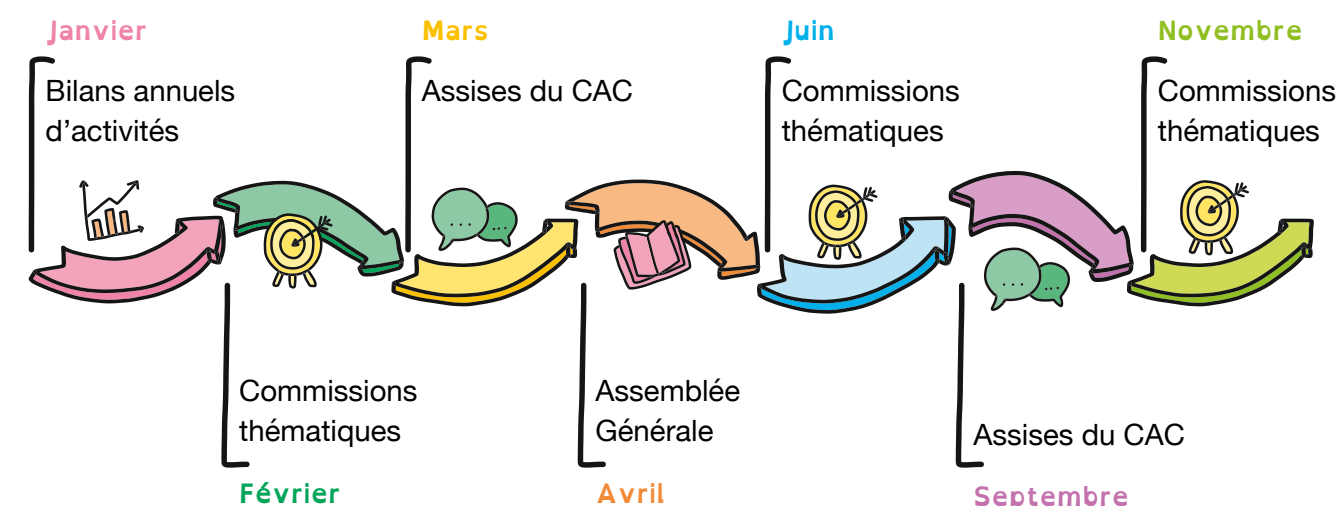 Janvier
Bilans annuels
d’activités
Février
Commissions
thématiques
Mars
Assises du CAC
Avril
Assemblée
Générale
Juin
Commissions
thématiques
Septembre
Assises du CAC
Novembre
Commissions
thématiques